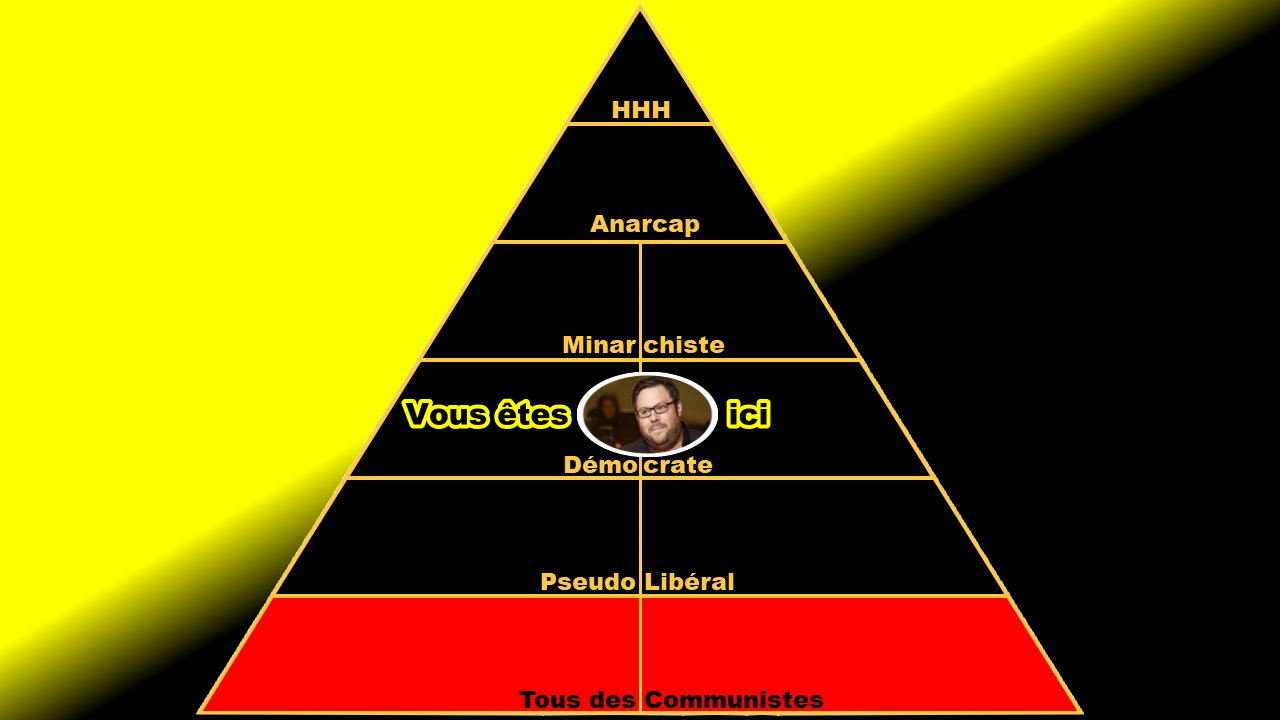 HHH
Anarcap
Minarchiste
Vous êtes ici
Démocrate
Pseudo Libéral
Tous des Communistes